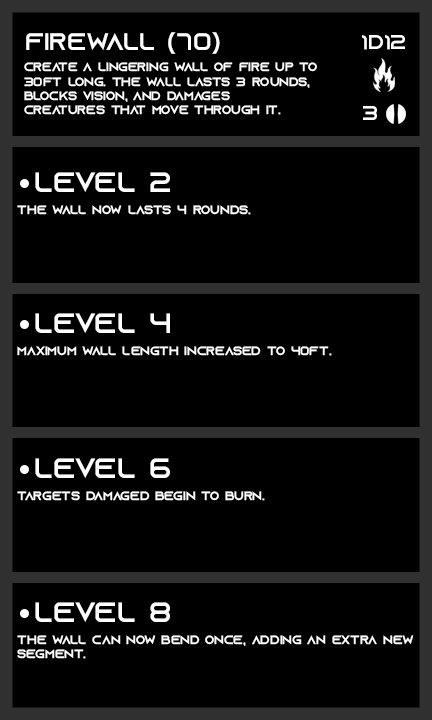 FIREWALL (70)
1D12
CREATE A LINGERING WALL OF FIRE UP TO
30FT LONG. THE WALL LASTS 3 ROUNDS,
BLOCKS VISION, AND DAMAGES
CREATURES THAT MOVE THROUGH IT.
3
•LEVEL 2
THE WALL NOW LASTS 4 ROUNDS.
•LEVEL 4
MAXIMUM WALL LENGTH INCREASED TO 40FT.
•LEVEL 6
TARGETS DAMAGED BEGIN TO BURN.
•LEVEL 8
THE WALL CAN NOW BEND ONCE, ADDING AN EXTRA NEW
SEGMENT.